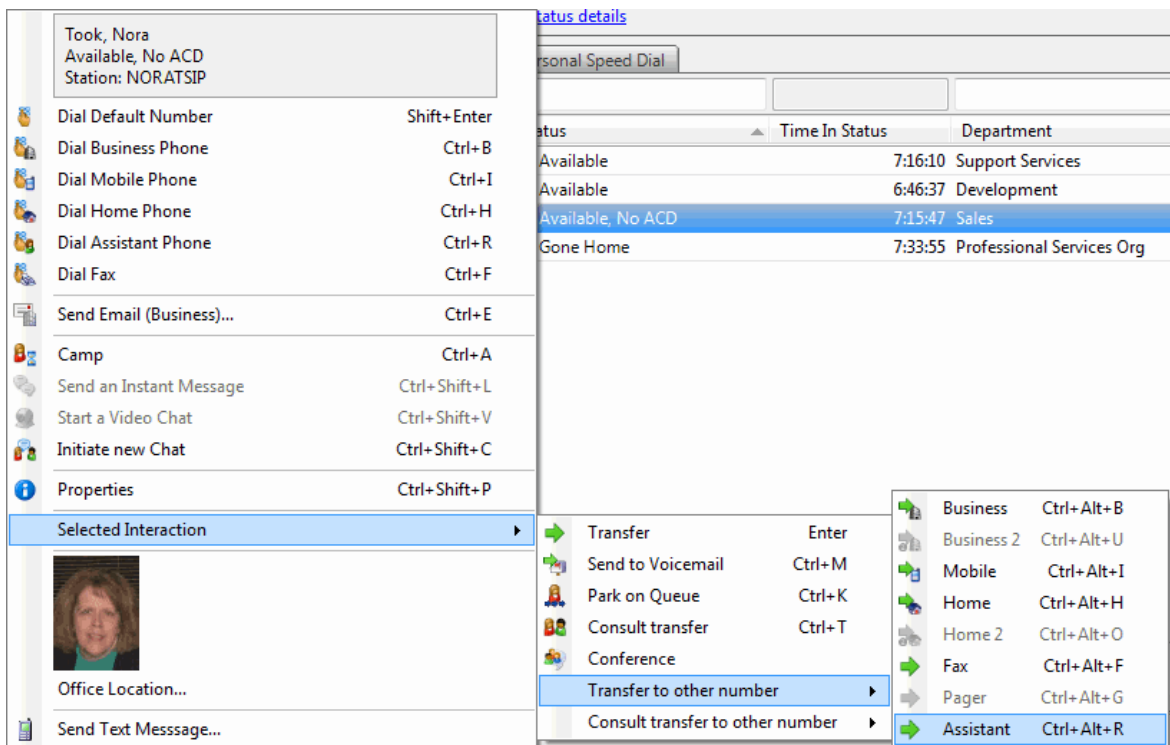 Took, Nora
Available, No ACD
Station: NORATSIP
Dial Default Number Shift+Enter
Dial Business Phone Ctrl+B
Dial Mobile Phone Ctrl+I
Dial Home Phone Ctrl+H
Dial Assistant Phone Ctrl+R
Dial Fax Ctrl+F
Send Email (Business)... Ctrl+E
Camp Ctrl+A
Send an Instant Message Ctrl+Shift+L
Start a Video Chat Ctrl+Shift+V
Initiate new Chat Ctrl+Shift+C
Properties Ctrl+Shift+P
Selected Interaction
Office Location...
Send Text Messsage...
tatus details
rsonal Speed Dial
atus Time In Status Department
Available 7:16:10 Support Services
Available 6:46:37 Development
Available, No ACD 7:15:47 Sales
Gone Home 7:33:55 Professional Services Org
Transfer Enter
Send to Voicemail Ctrl+M
Park on Queue Ctrl+K
Consult transfer Ctrl+T
Conference
Transfer to other number
Consult transfer to other number
Business Ctrl+Alt+B
Business 2 Ctrl+Alt+U
Mobile Ctrl+Alt+I
Home Ctrl+Alt+H
Home 2 Ctrl+Alt+O
Fax Ctrl+Alt+F
Pager Ctrl+Alt+G
Assistant Ctrl+Alt+R